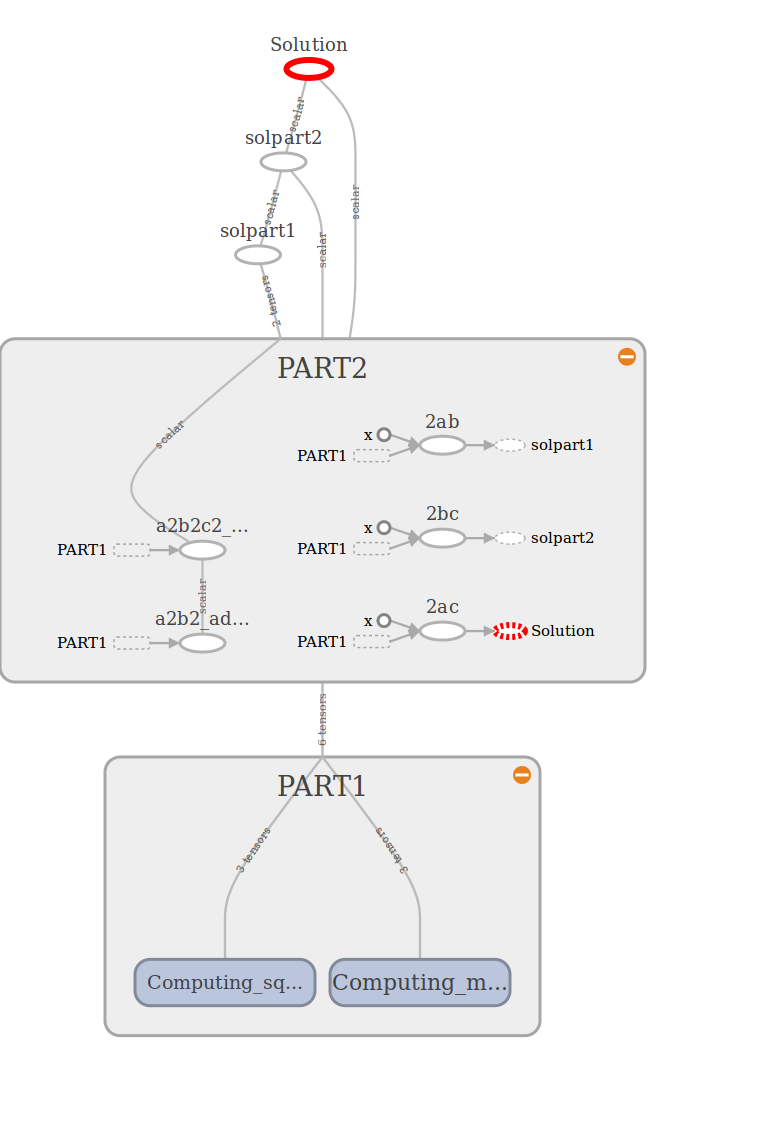 Solution
scalar
solpart2
scalar
scalar
solpart1
scalar
2 tensors
PART2
scalar
2ab
x
PART1
solpart1
2bc
x
a2b2c2_...
PART1
PART1
solpart2
scalar
2ac
x
a2b2_ad...
PART1
PART1
Solution
6 tensors
PART1
3 tensors
3 tensors
Computing_sq...
Computing_m...